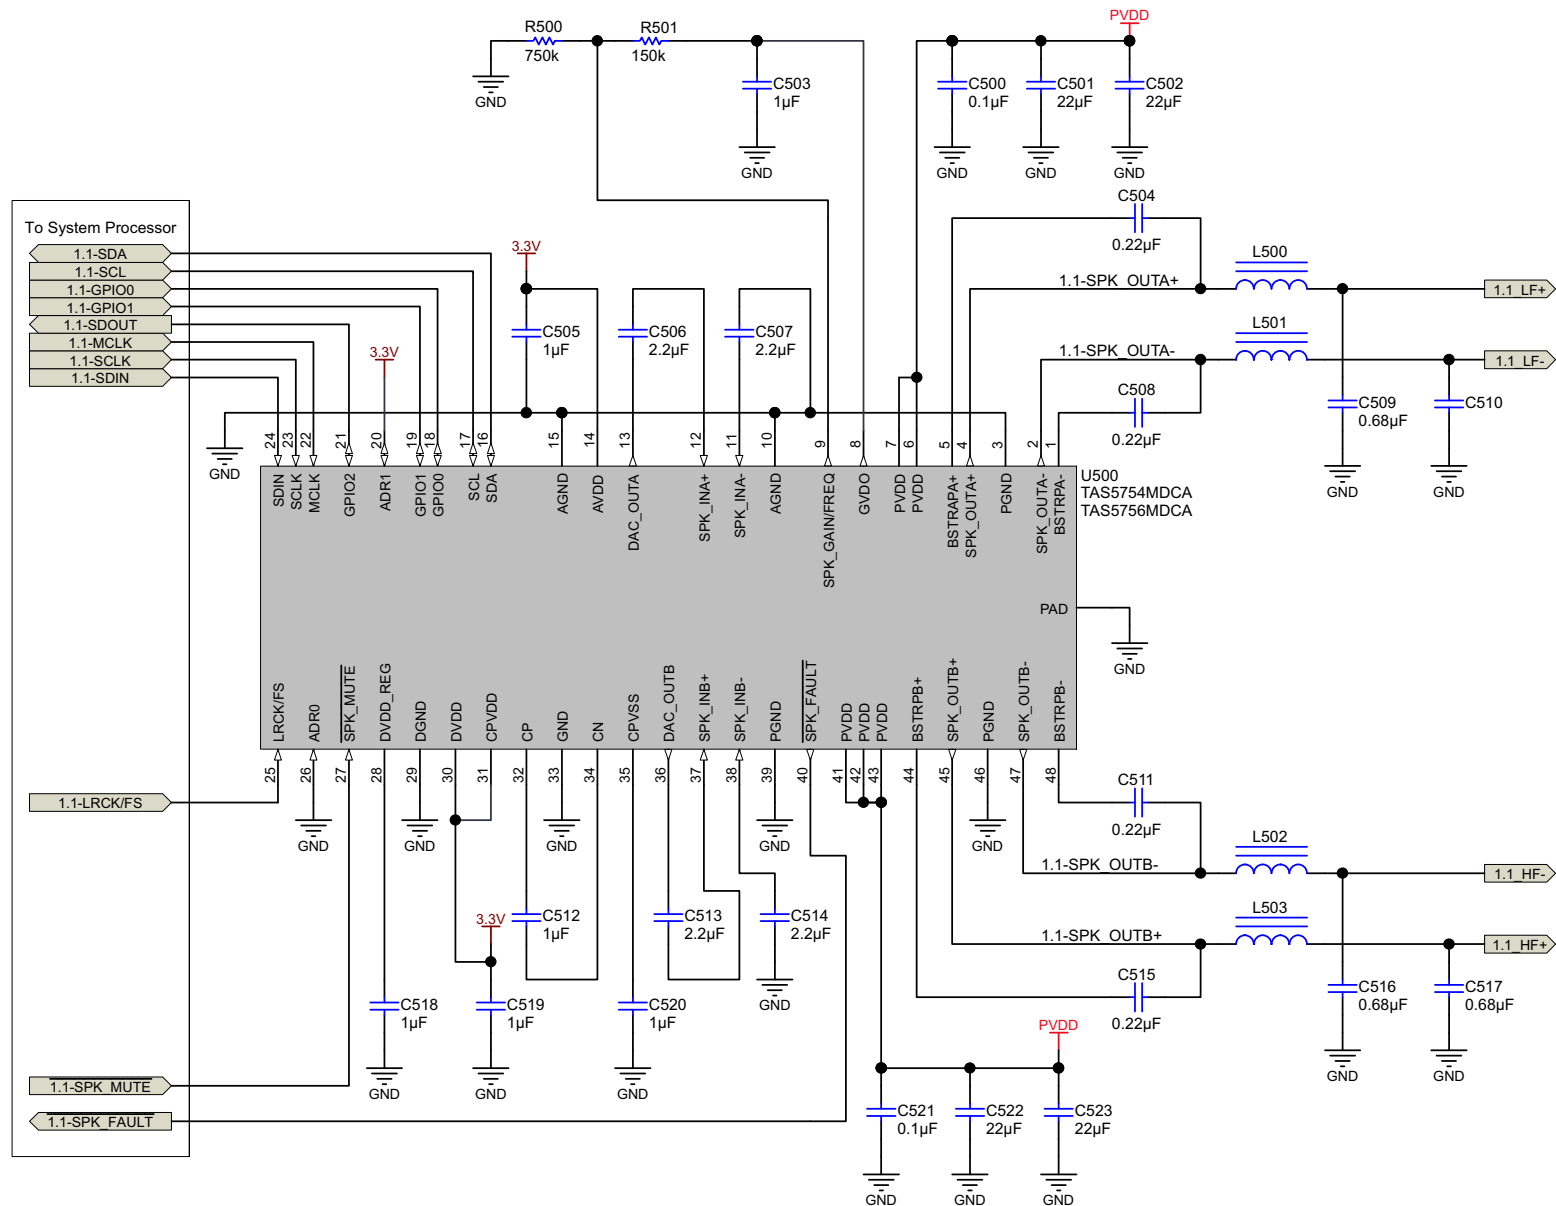 R500
750k
R501
150k
GND
C503
1µF
GND
PVDD
C500
0.1µF
C501
22µF
C502
22µF
GND
GND
GND
To System Processor
1.1-SDA
1.1-SCL
1.1-GPIO0
1.1-GPIO1
1.1-SDOUT
1.1-MCLK
1.1-SCLK
1.1-SDIN
3.3V
3.3V
C505
1µF
C506
2.2µF
C507
2.2µF
C504
0.22µF
1.1-SPK_OUTA+
L500
1.1_LF+
1.1-SPK_OUTA-
L501
1.1_LF-
C508
0.22µF
C509
0.68µF
C510
GND
GND
GND
24
23
22
21
20
19
18
17
16
15
14
13
12
11
10
9
8
7
6
5
4
3
2
1
SDIN
SCLK
MCLK
GPIO2
ADR1
GPIO1
GPIO0
SCL
SDA
AGND
AVDD
DAC_OUTA
SPK_INA+
SPK_INA-
AGND
SPK_GAIN/FREQ
GVDO
PVDD
PVDD
BSTRAPA+
SPK_OUTA+
PGND
SPK_OUTA-
BSTRPA-
U500
TAS5754MDCA
TAS5756MDCA
PAD
GND
LRCK/FS
ADR0
SPK_MUTE
DVDD_REG
DGND
DVDD
CPVDD
CP
GND
CN
CPVSS
DAC_OUTB
SPK_INB+
SPK_INB-
PGND
SPK_FAULT
PVDD
PVDD
PVDD
BSTRPB+
SPK_OUTB+
PGND
SPK_OUTB-
BSTRPB-
25
26
27
28
29
30
31
32
33
34
35
36
37
38
39
40
41
42
43
44
45
46
47
48
1.1-LRCK/FS
GND
GND
GND
GND
GND
C511
0.22µF
1.1-SPK_OUTB-
L502
1.1_HF-
3.3V
C512
1µF
C513
2.2µF
C514
2.2µF
GND
1.1-SPK_OUTB+
L503
1.1_HF+
C515
0.22µF
C516
0.68µF
C517
0.68µF
GND
GND
C518
1µF
C519
1µF
C520
1µF
GND
GND
GND
PVDD
1.1-SPK_MUTE
1.1-SPK_FAULT
C521
0.1µF
C522
22µF
C523
22µF
GND
GND
GND